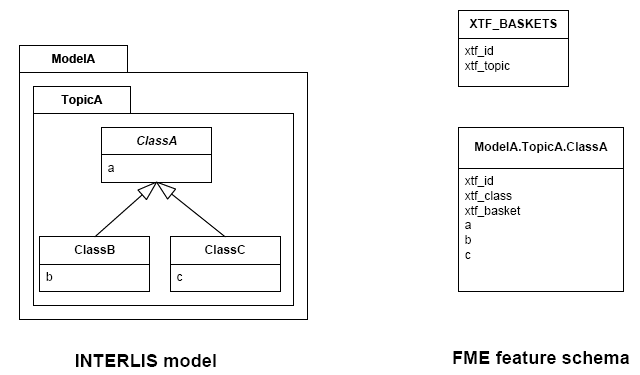 ModelA
TopicA
ClassA
a
ClassB
b
ClassC
c
INTERLIS model
XTF_BASKETS
xtf_id
xtf_topic
ModelA.TopicA.ClassA
xtf_id
xtf_class
xtf_basket
a
b
c
FME feature schema